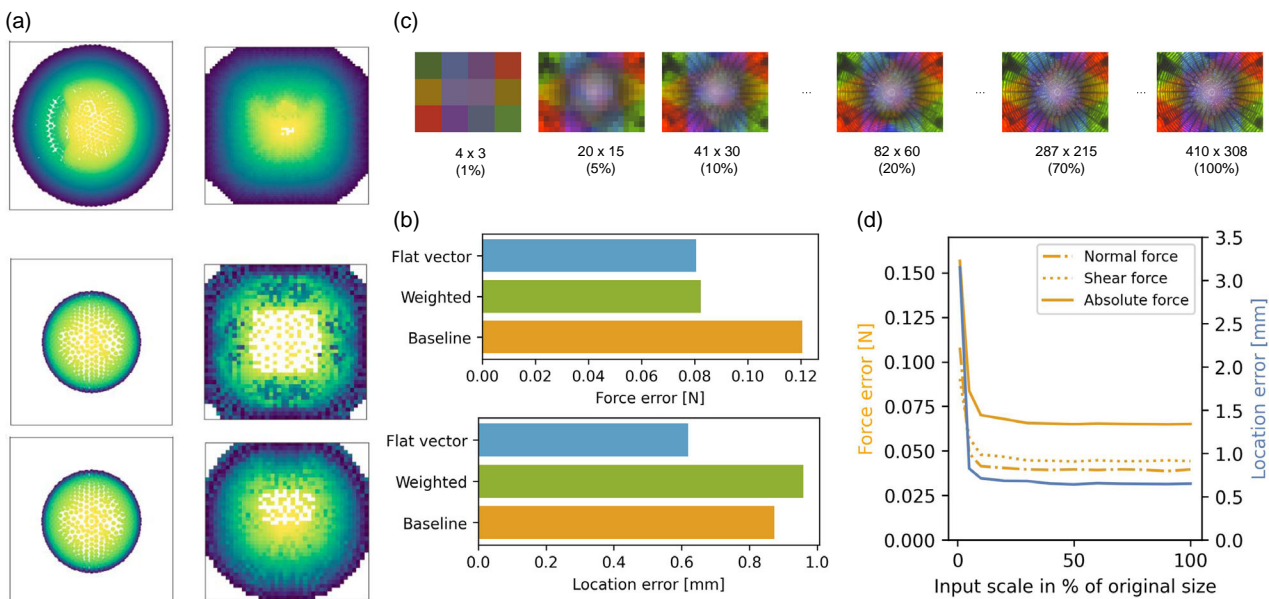 (a)
(c)
...
...
4 x 3
(1%)
20 x 15
(5%)
41 x 30
(10%)
82 x 60
(20%)
287 x 215
(70%)
410 x 308
(100%)
(b)
Flat vector
Weighted
Baseline
0.00 0.02 0.04 0.06 0.08 0.10 0.12
Force error [N]
Flat vector
Weighted
Baseline
0.0 0.2 0.4 0.6 0.8 1.0
Location error [mm]
(d)
Normal force
Shear force
Absolute force
Force error [N]
0.150
0.125
0.100
0.075
0.050
0.025
0.000
3.5
3.0
2.5
2.0
1.5
1.0
0.5
0.0
Location error [mm]
0 50 100
Input scale in % of original size